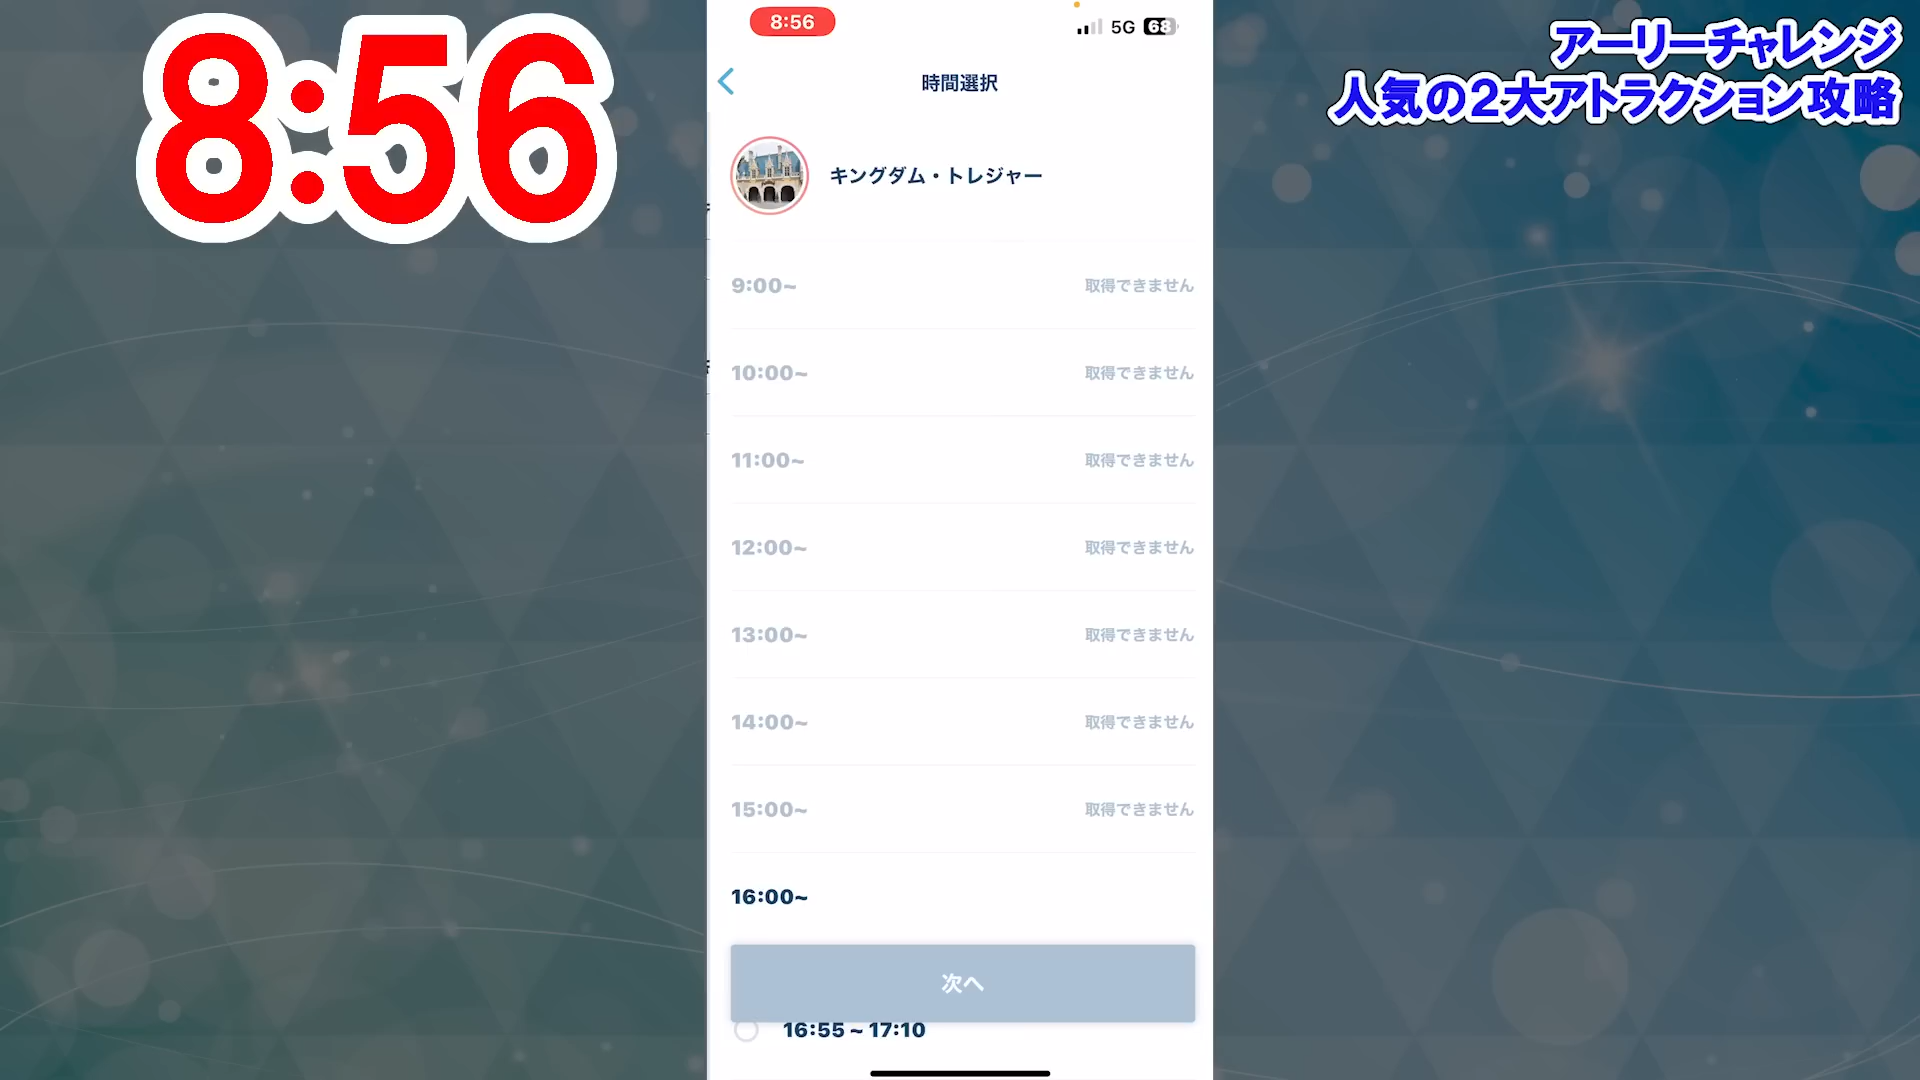 8:56
アーリーチャレンジ
人気の2大アトラクション攻略
8:56
5G 68
時間選択
キングダム・トレジャー
9:00~ 取得できません
10:00~ 取得できません
11:00~ 取得できません
12:00~ 取得できません
13:00~ 取得できません
14:00~ 取得できません
15:00~ 取得できません
16:00~
次へ
16:55 ~ 17:10